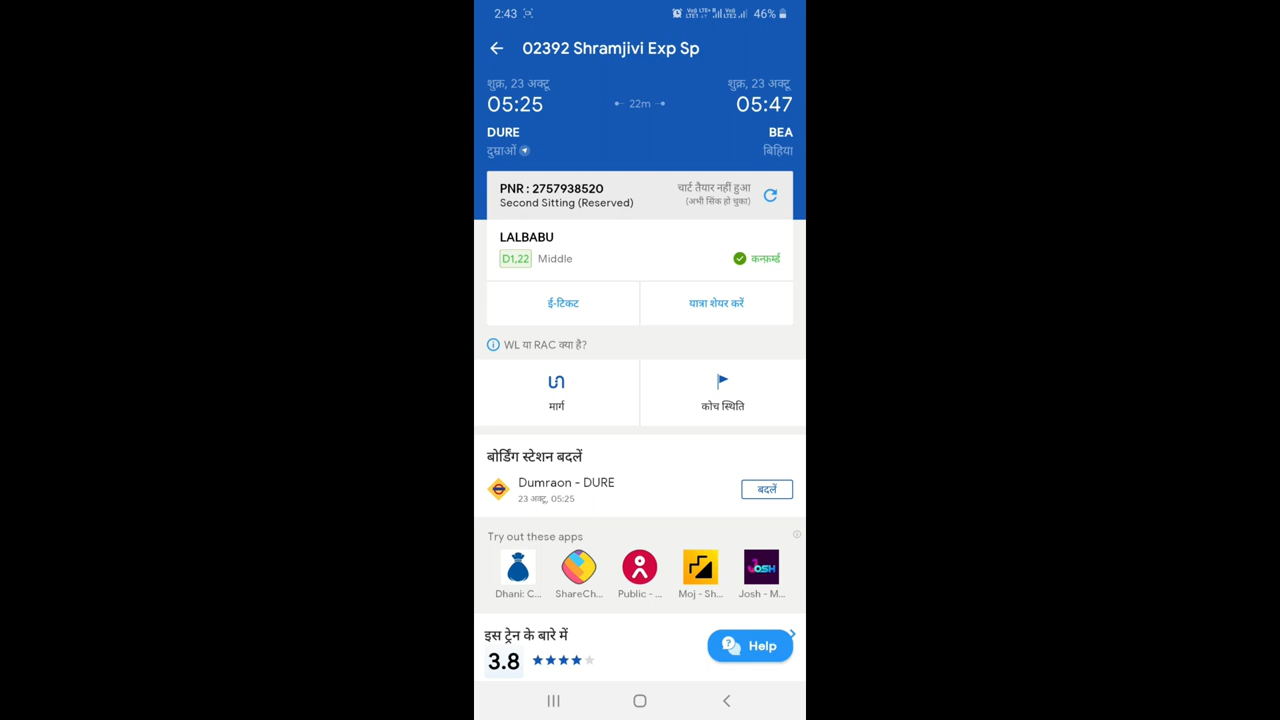 2:43
46%
02392 Shramjivi Exp Sp
शुक्र, 23 अक्टू
शुक्र, 23 अक्टू
05:25
22m
05:47
DURE
BEA
दुम्राओं
बिहिया
PNR : 2757938520
चार्ट तैयार नहीं हुआ
Second Sitting (Reserved)
(अभी सिंक हो चुका)
LALBABU
D1,22 Middle
कन्फ़र्म्ड
ई-टिकट
यात्रा शेयर करें
WL या RAC क्या है?
मार्ग
कोच स्थिति
बोर्डिंग स्टेशन बदलें
Dumraon - DURE
23 अक्टू, 05:25
बदलें
Try out these apps
JOSH
Dhani: C... ShareCh... Public - ... Moj - Sh... Josh - M...
इस ट्रेन के बारे में
Help
3.8